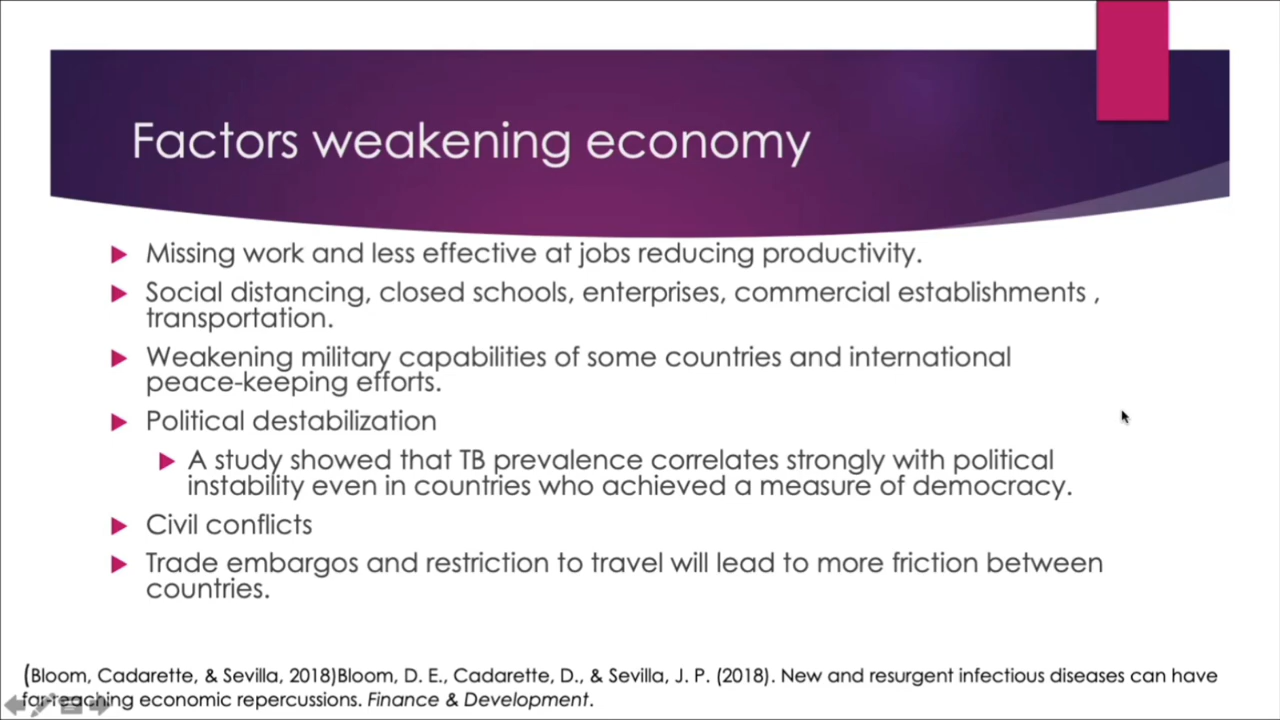 Factors weakening economy
Missing work and less effective at jobs reducing productivity.
Social distancing, closed schools, enterprises, commercial establishments ,
transportation.
Weakening military capabilities of some countries and international
peace-keeping efforts.
Political destabilization
A study showed that TB prevalence correlates strongly with political
instability even in countries who achieved a measure of democracy.
Civil conflicts
Trade embargos and restriction to travel will lead to more friction between
countries.
(Bloom, Cadarette, & Sevilla, 2018)Bloom, D. E., Cadarette, D., & Sevilla, J. P. (2018). New and resurgent infectious diseases can have
far-reaching economic repercussions. Finance & Development.